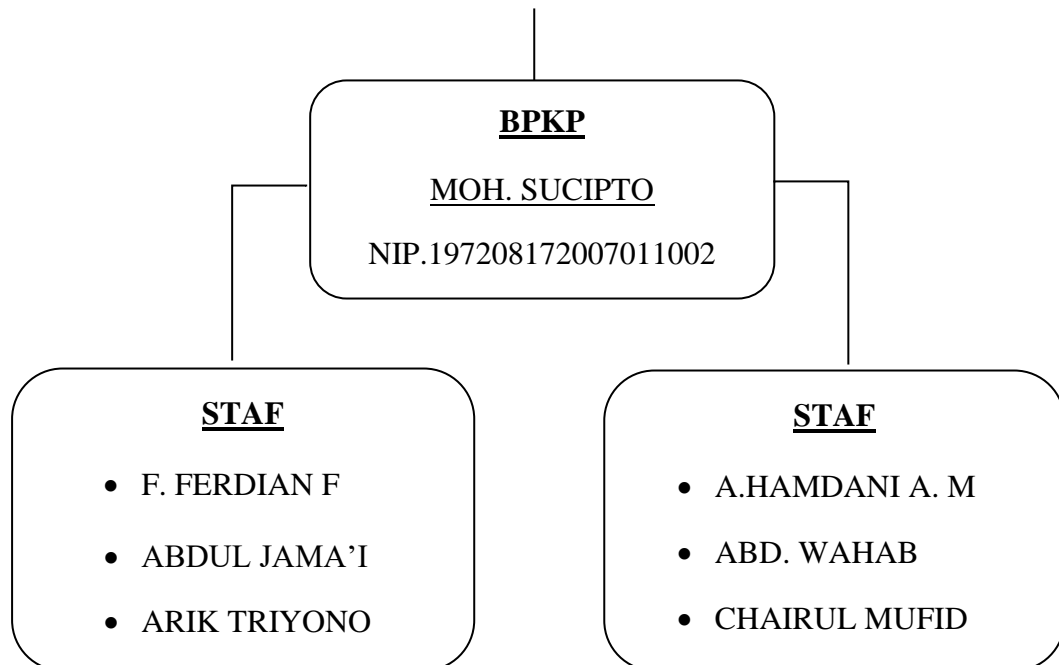 BPKP
MOH. SUCIPTO
NIP.197208172007011002
STAF
• F. FERDIAN F
• ABDUL JAMA’I
• ARIK TRIYONO
STAF
• A.HAMDANI A. M
• ABD. WAHAB
• CHAIRUL MUFID